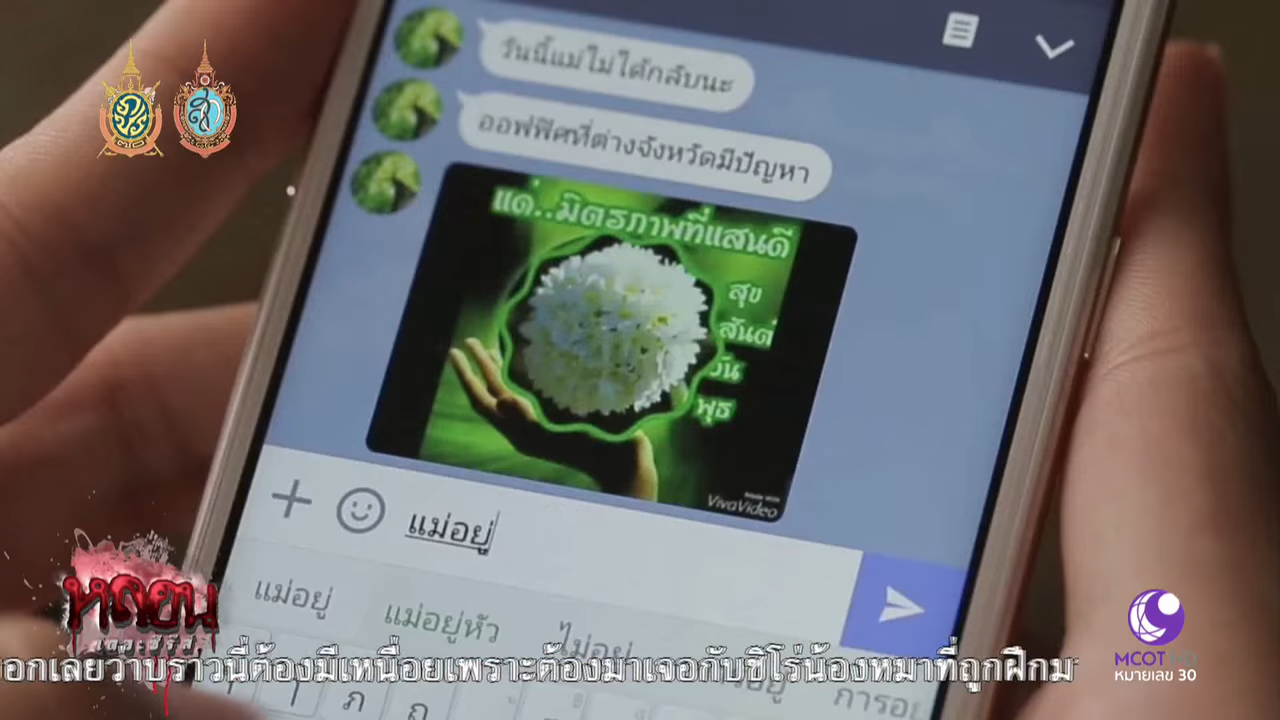 วันนี้แม่ไม่ได้กลับนะ
ออฟฟิศที่ต่างจังหวัดมีปัญหา
แด่..มิตรภาพที่แสนดี
สุข
สันต์
วัน
พุธ
VivaVideo
แม่อยู่
แม่อยู่ แม่อยู่หัว ไม่อยู่
หลอน
อกเลยว่าบราวนี้ต้องมีเหนื่อยเพราะต้องมาเจอกับชิโร่น้องหมาที่ถูกฝึกม
MCOT HD
หมายเลข 30